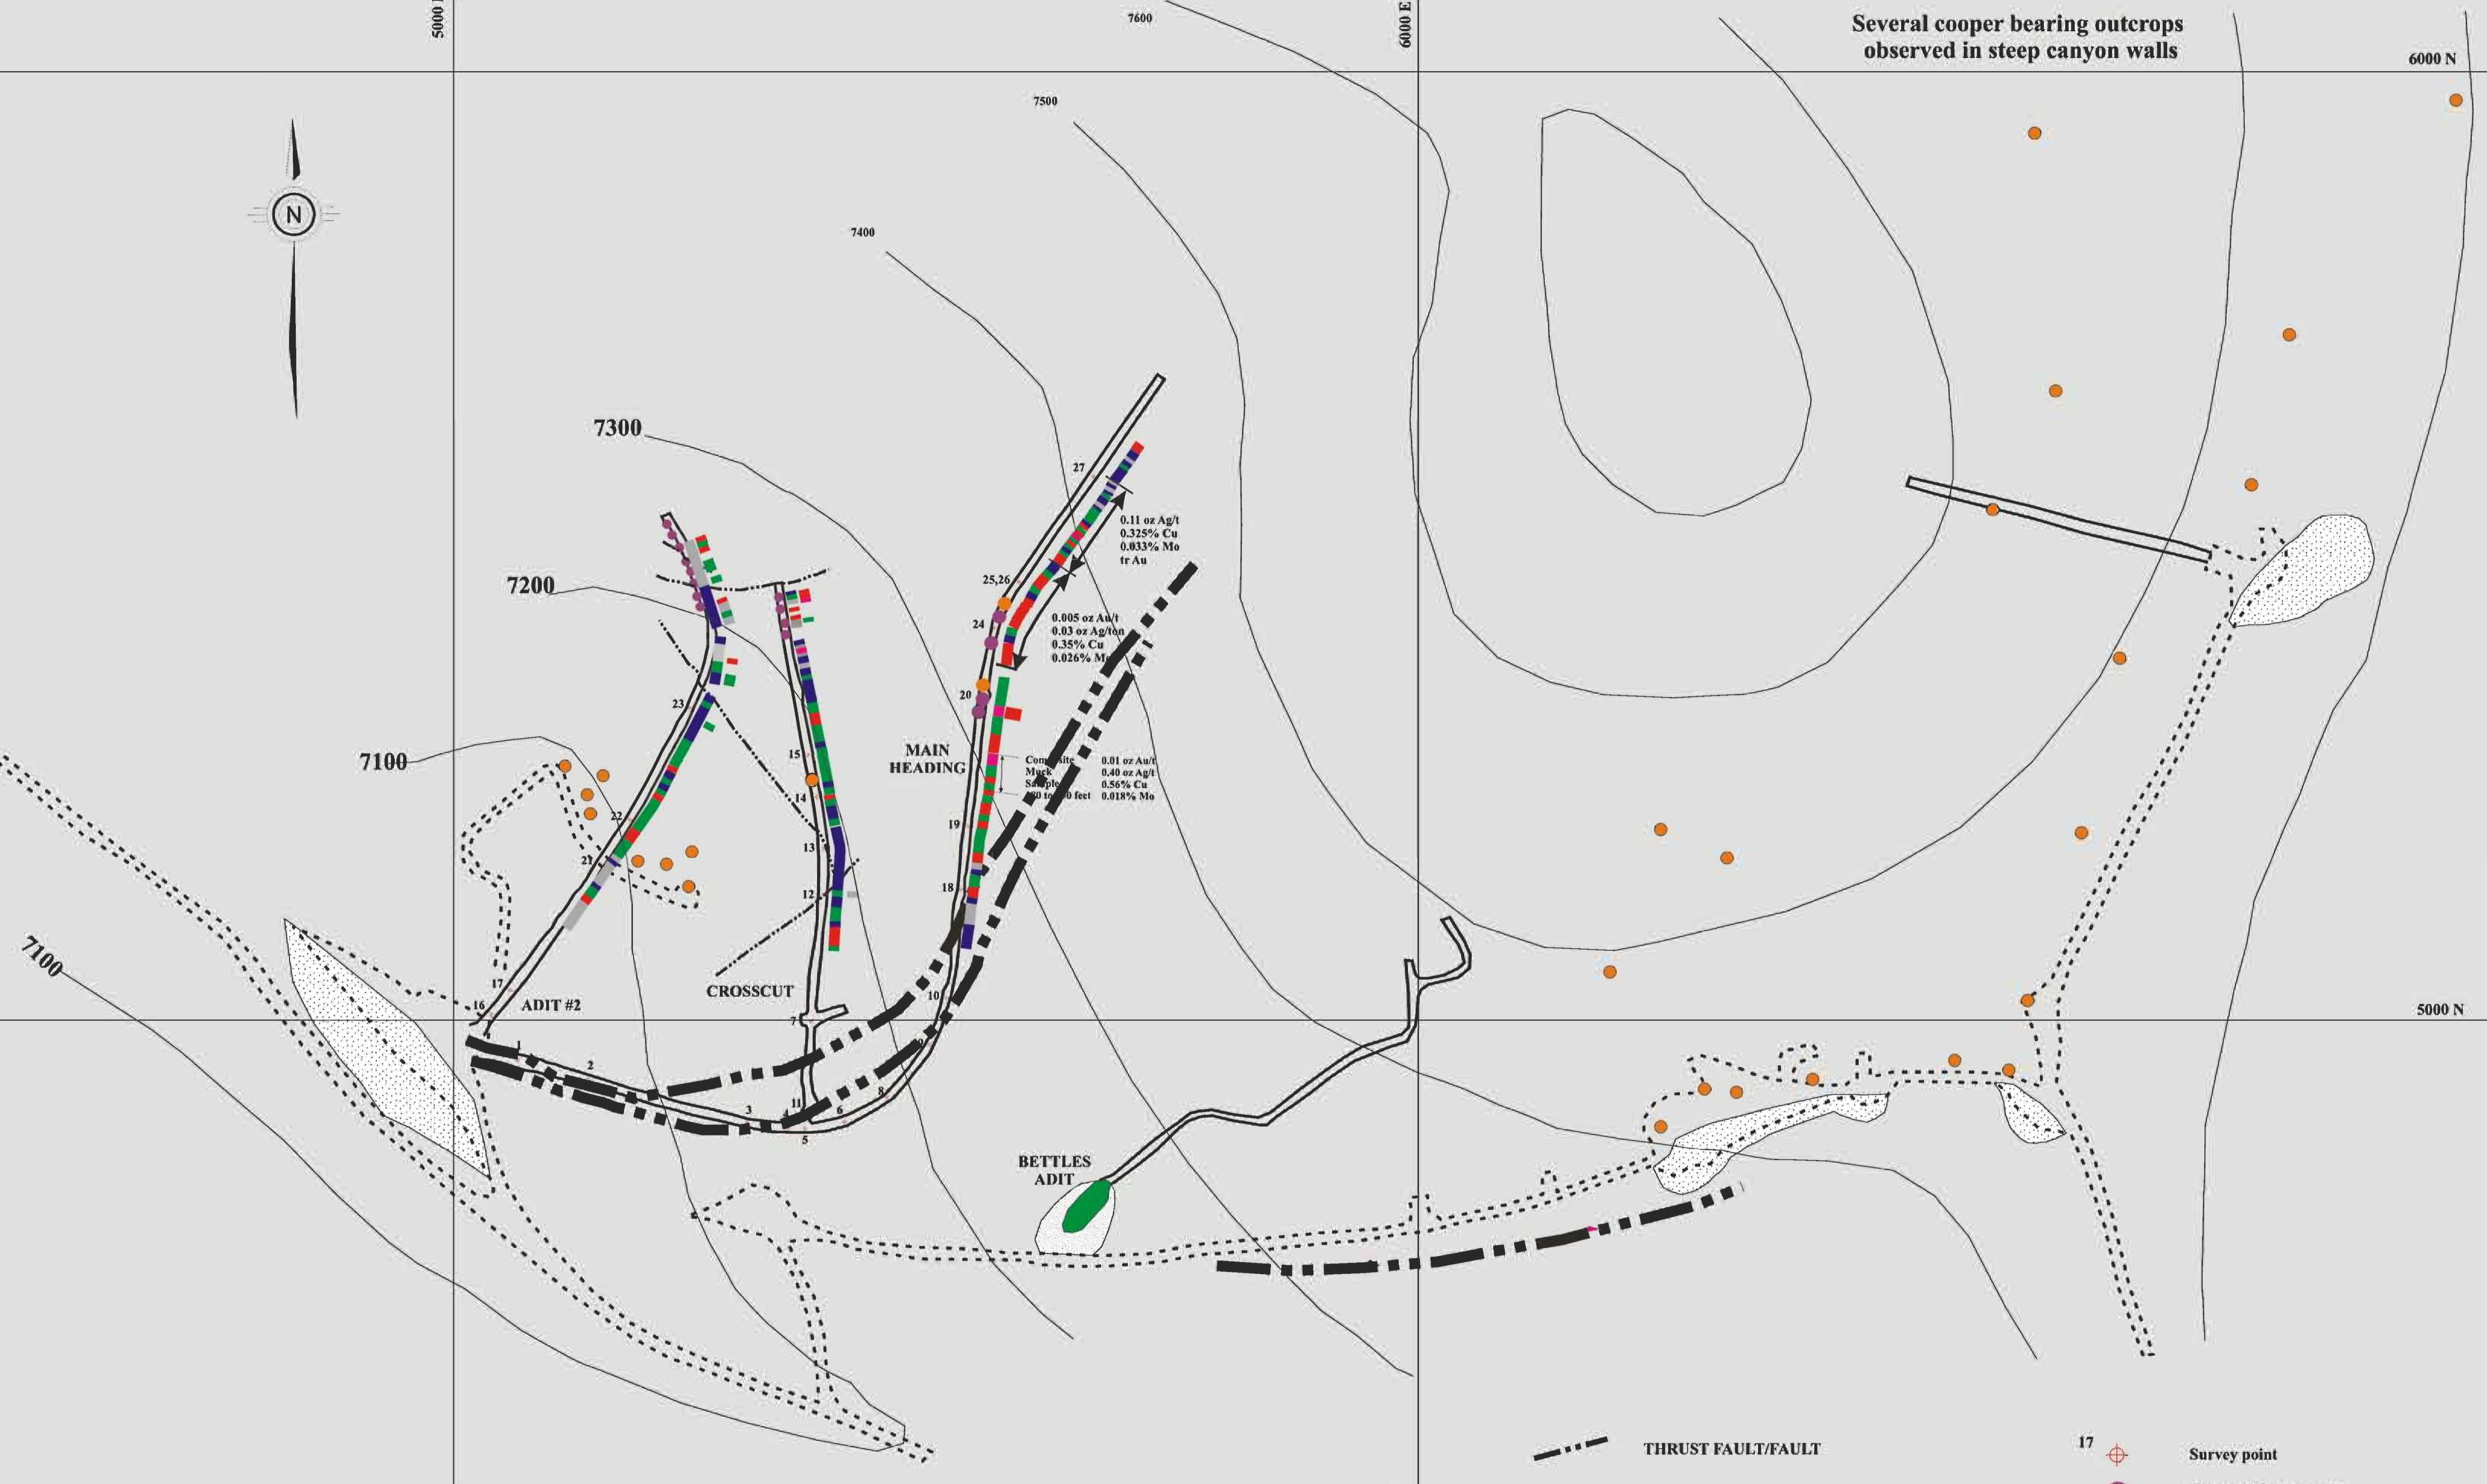 7600
5000
6000 E
Several cooper bearing outcrops
observed in steep canyon walls
6000 N
7500
N
7400
7300
27
0.11 oz Ag/t
0.325% Cu
0.033% Mo
tr Au
25,26
7200
24
0.005 oz Au/t
0.03 oz Ag/ton
0.35% Cu
0.026%
20
23
7100
MAIN
HEADING
15
0.01 oz Au/t
Muck 0.40 oz Ag/t
0.56% Cu
feet 0.018% Mo
14
22
19
13
21
18
12
7100
17
CROSSCUT
10
16
ADIT #2
7
5000 N
1
9
2
8
11
3
4
6
5
BETTLES
ADIT
THRUST FAULT/FAULT
17
Survey point